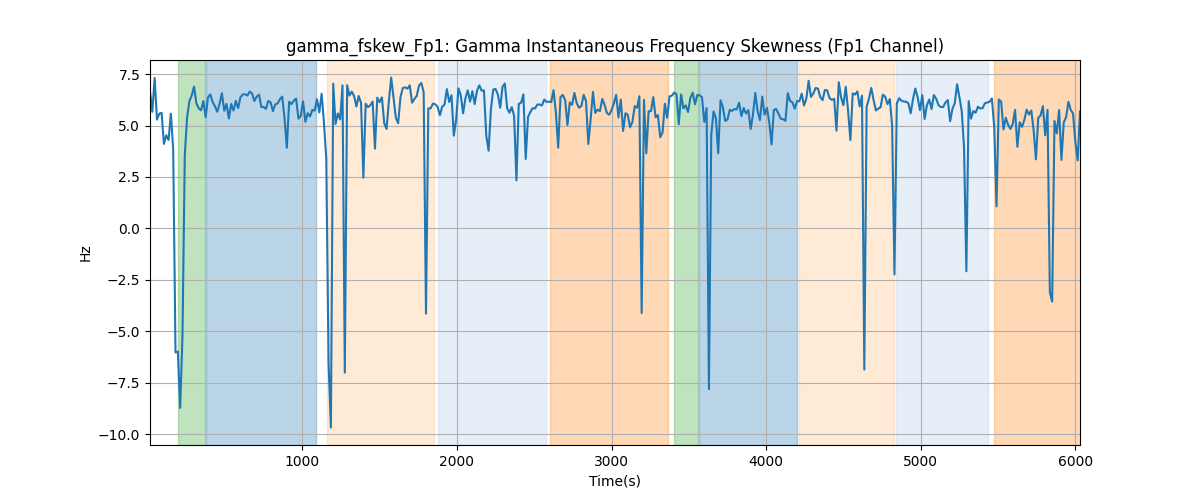 gamma_fskew_Fp1: Gamma Instantaneous Frequency Skewness (Fp1 Channel)
7.5
5.0
2.5
0.0
−2.5
−5.0
−7.5
−10.0
Hz
1000 2000 3000 4000 5000 6000
Time(s)